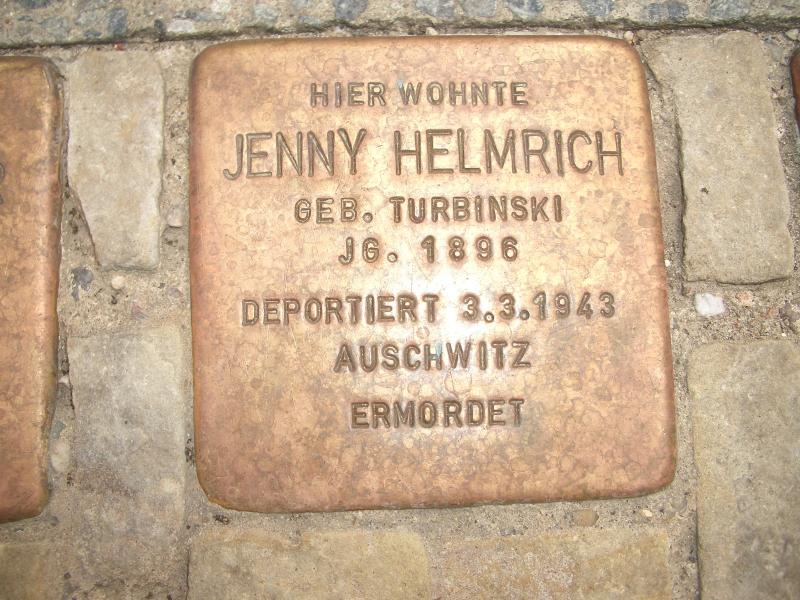 HIER WOHNTE
JENNY HELMRICH
GEB. TURBINSKI
JG. 1896
DEPORTIERT 3.3.1943
AUSCHWITZ
ERMORDET